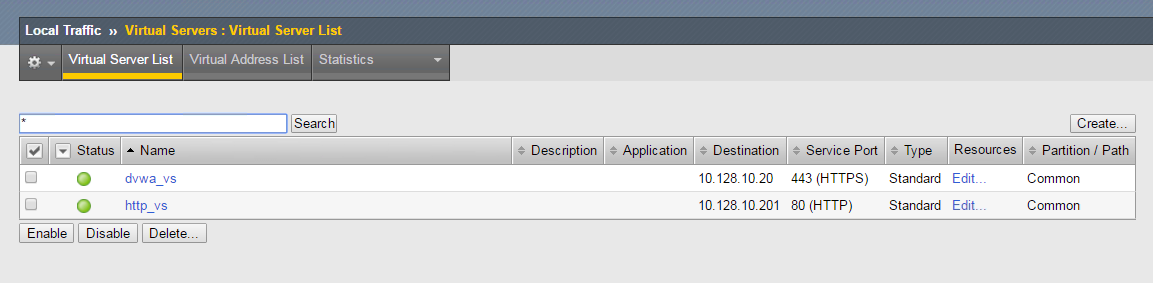 Local Traffic »» Virtual Servers : Virtual Server List
Virtual Server List Virtual Address List Statistics
* Search Create...
Status Name Description Application Destination Service Port Type Resources Partition / Path
dvwa_vs 10.128.10.20 443 (HTTPS) Standard Edit... Common
http_vs 10.128.10.201 80 (HTTP) Standard Edit... Common
Enable Disable Delete...